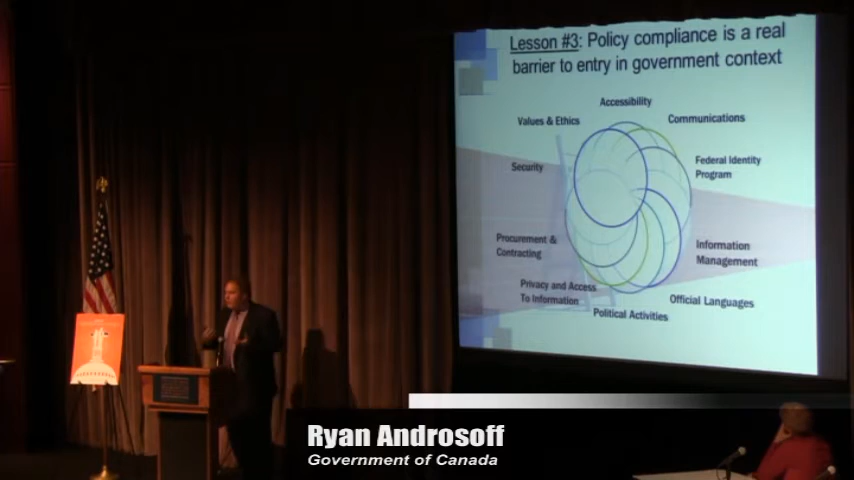 Lesson #3: Policy compliance is a real
barrier to entry in government context
Accessibility
Values & Ethics
Communications
Security
Federal Identity
Program
Procurement &
Contracting
Information
Management
Privacy and Access
To Information
Official Languages
Political Activities
Ryan Androsoff
Government of Canada